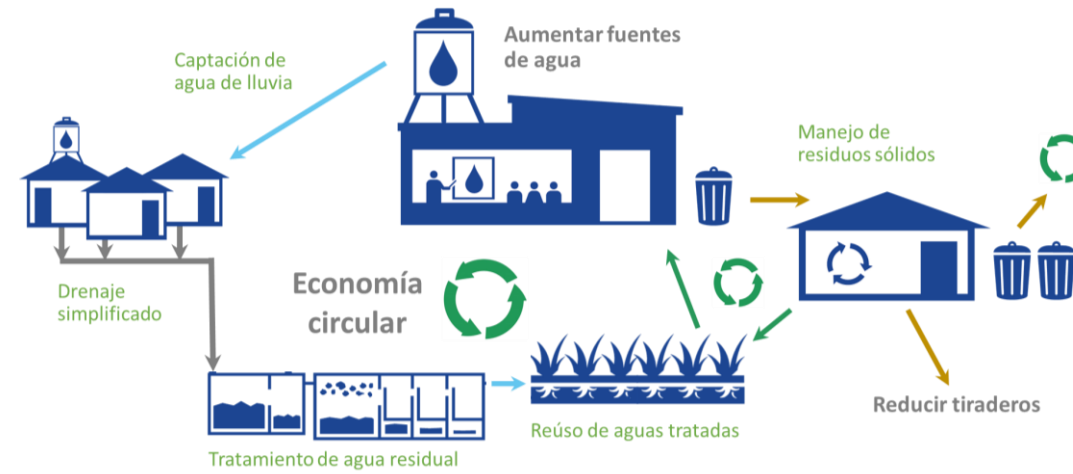 Aumentar fuentes
de agua
Captación de
agua de lluvia
Manejo de
residuos sólidos
Economía
circular
Drenaje
simplificado
Reducir tiraderos
Reúso de aguas tratadas
Tratamiento de agua residual